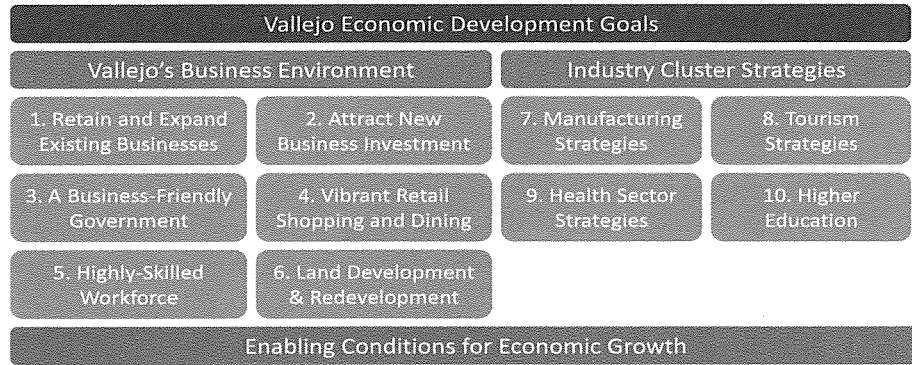 Vallejo Economic Development Goals
Vallejo's Business Environment
Industry Cluster Strategies
1. Retain and Expand
Existing Businesses
2. Attract New
Business Investment
7. Manufacturing
Strategies
8. Tourism
Strategies
3. A Business-Friendly
Government
4. Vibrant Retail
Shopping and Dining
9. Health Sector
Strategies
10. Higher
Education
5. Highly-Skilled
Workforce
6. Land Development
& Redevelopment
Enabling Conditions for Economic Growth